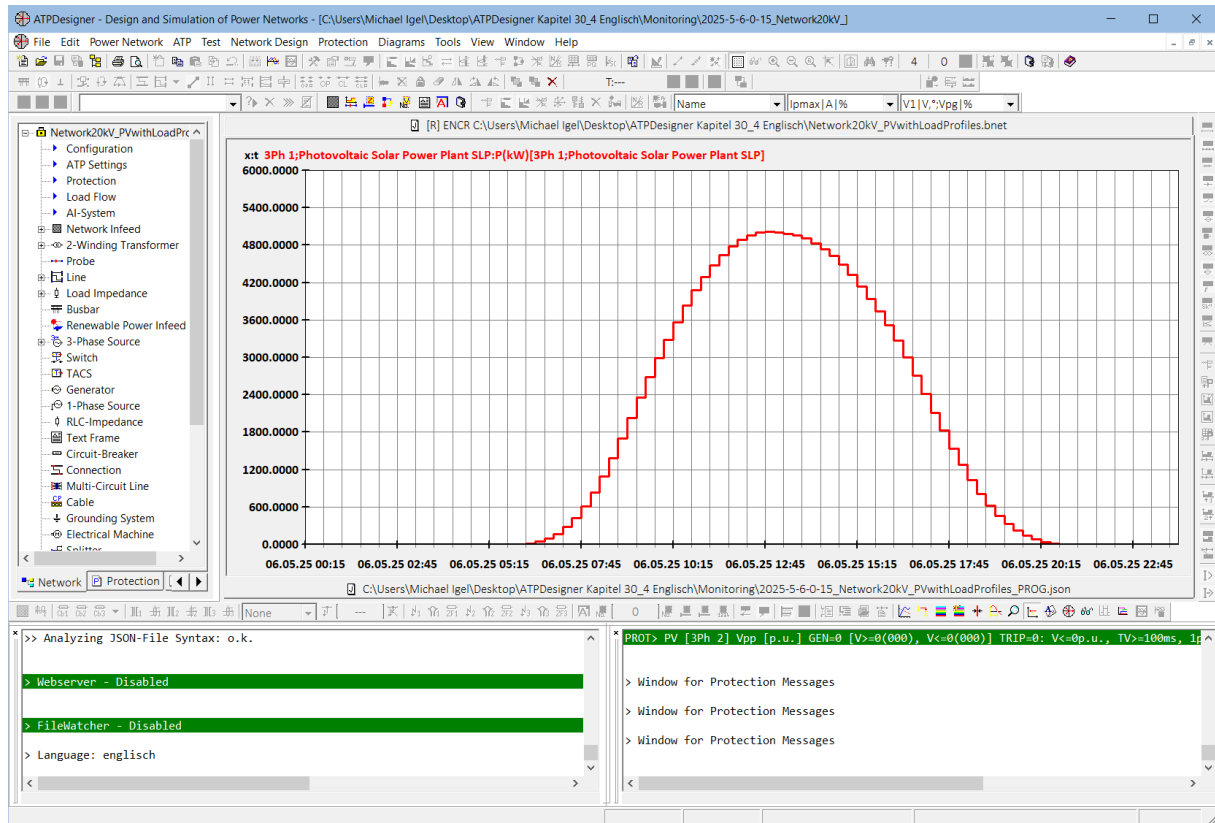 ATPDesigner - Design and Simulation of Power Networks - [C:\Users\Michael Igel\Desktop\ATPDesigner Kapitel 30_4 Englisch\Monitoring\2025-5-6-0-15_Network20kV_]
File Edit Power Network ATP Test Network Design Protection Diagrams Tools View Window Help
4 0
T:---
Name Ipmax|A|% V1|V,°;Vpg|%
Network20kV_PVwithLoadPrc
Configuration
ATP Settings
Protection
Load Flow
AI-System
Network Infeed
2-Winding Transformer
Probe
Line
Load Impedance
Busbar
Renewable Power Infeed
3-Phase Source
Switch
TACS
Generator
1-Phase Source
RLC-Impedance
Text Frame
Circuit-Breaker
Connection
Multi-Circuit Line
Cable
Grounding System
Electrical Machine
Splitter
Network Protection
[R] ENCR C:\Users\Michael Igel\Desktop\ATPDesigner Kapitel 30_4 Englisch\Network20kV_PVwithLoadProfiles.bnet
x:t 3Ph 1;Photovoltaic Solar Power Plant SLP:P(kW)[3Ph 1;Photovoltaic Solar Power Plant SLP]
6000.0000
5400.0000
4800.0000
4200.0000
3600.0000
3000.0000
2400.0000
1800.0000
1200.0000
600.0000
0.0000
06.05.25 00:15 06.05.25 02:45 06.05.25 05:15 06.05.25 07:45 06.05.25 10:15 06.05.25 12:45 06.05.25 15:15 06.05.25 17:45 06.05.25 20:15 06.05.25 22:45
C:\Users\Michael Igel\Desktop\ATPDesigner Kapitel 30_4 Englisch\Monitoring\2025-5-6-0-15_Network20kV_PVwithLoadProfiles_PROG.json
None 0
>> Analyzing JSON-File Syntax: o.k.
> Webserver - Disabled
> FileWatcher - Disabled
> Language: englisch
PROT> PV [3Ph 2] Vpp [p.u.] GEN=0 [V>=0(000), V<=0(000)] TRIP=0: V<=0p.u., TV>=100ms, 1p
> Window for Protection Messages
> Window for Protection Messages
> Window for Protection Messages